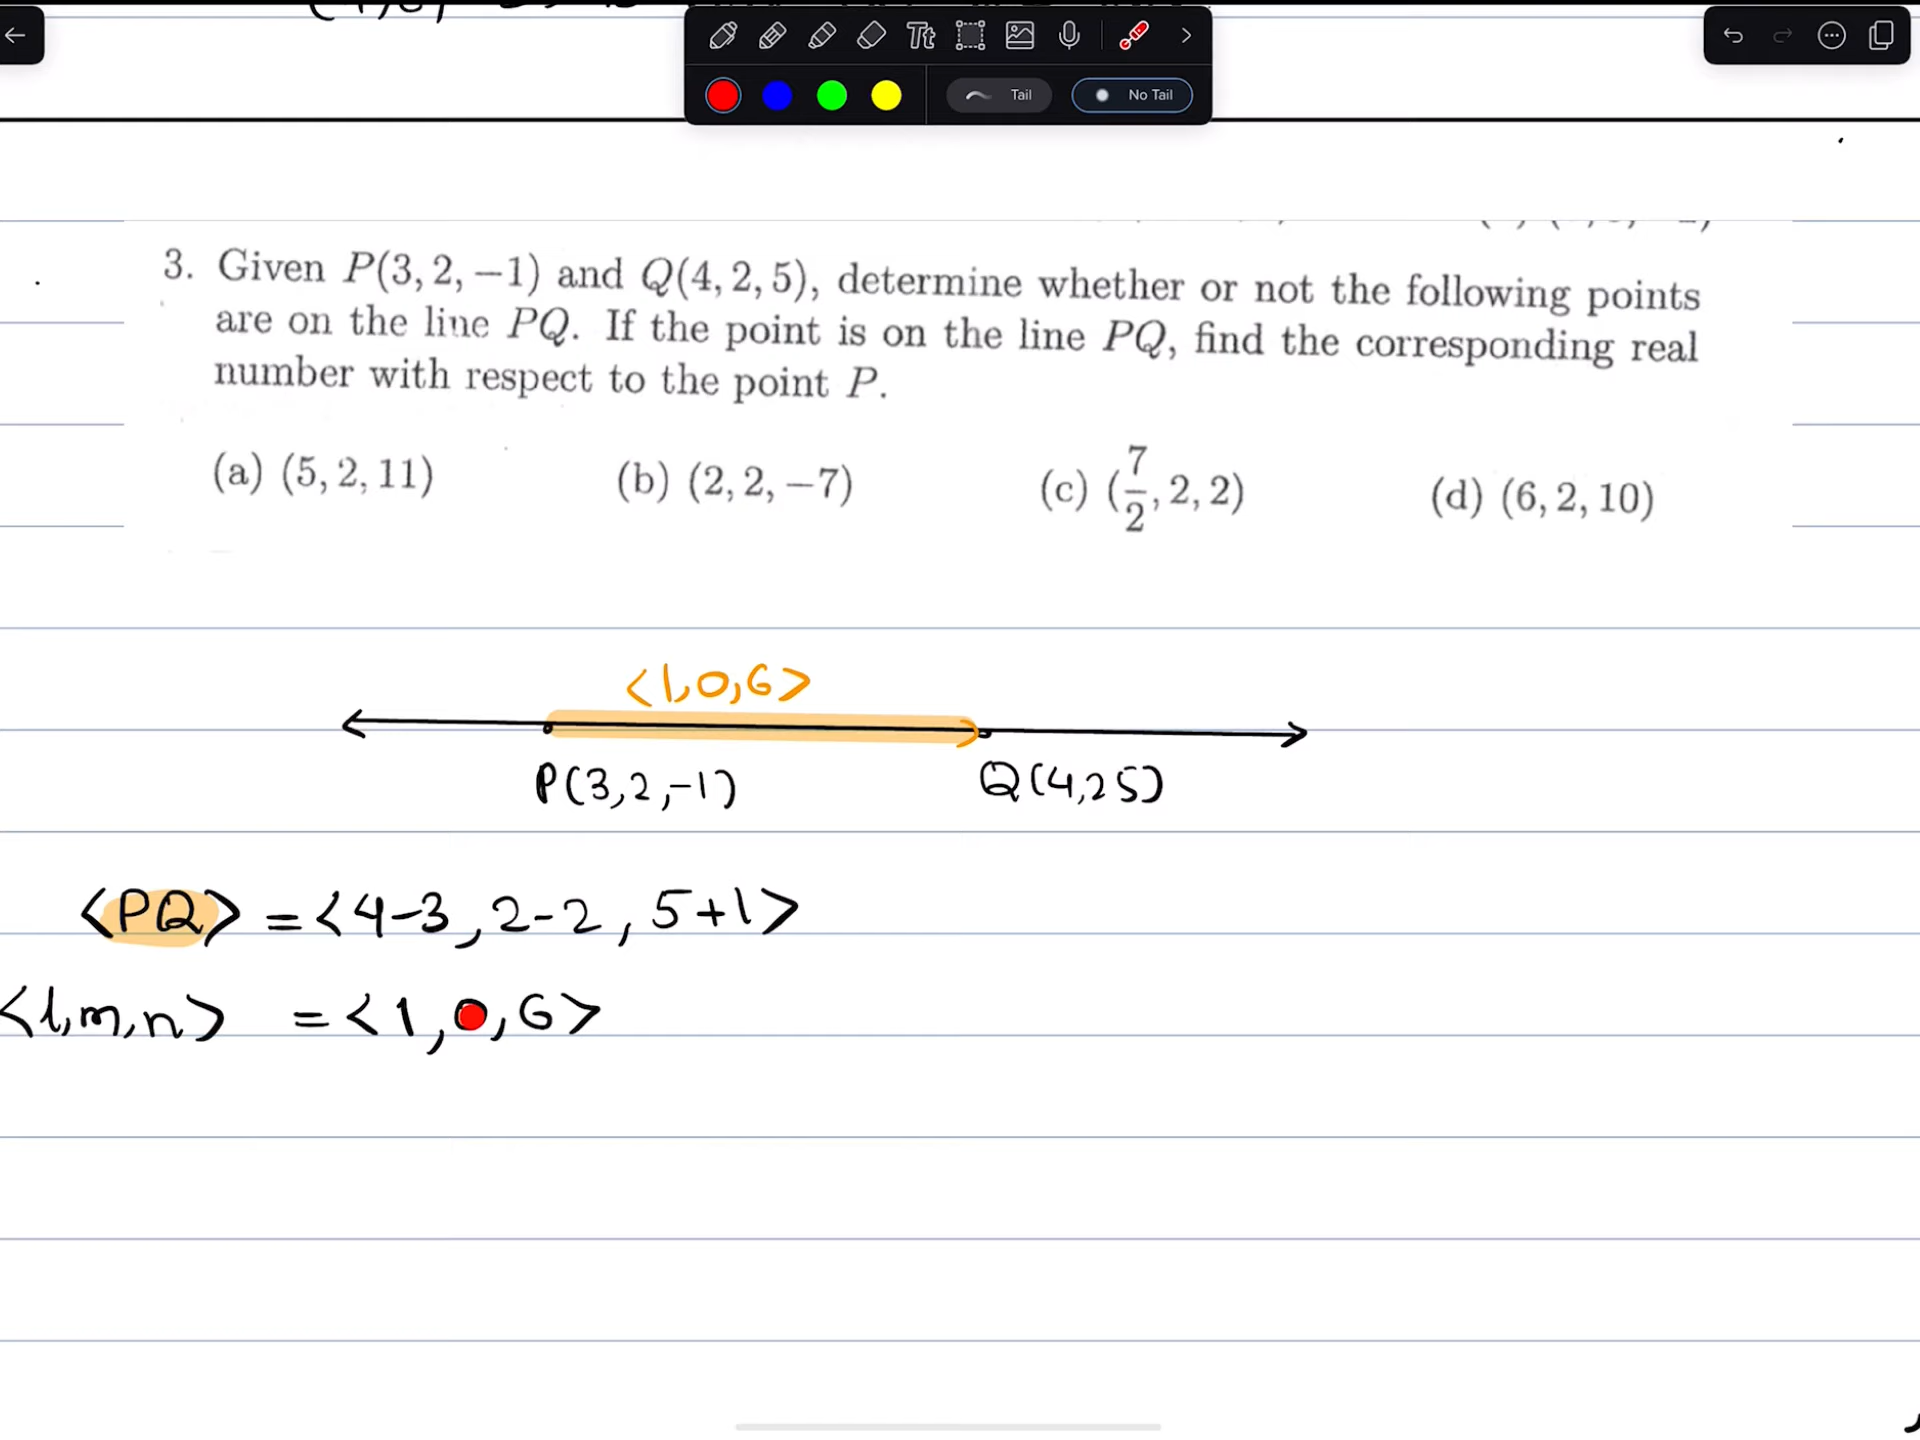 Tt
Tail
No Tail
3. Given P(3, 2, −1) and Q(4, 2, 5), determine whether or not the following points
are on the line PQ. If the point is on the line PQ, find the corresponding real
number with respect to the point P.
(a) (5, 2, 11) (b) (2, 2, −7) (c) (7/2, 2, 2) (d) (6, 2, 10)
<1,0,6>
P(3,2,-1) Q(4,2 5)
<PQ> = <4-3, 2-2, 5+1>
<l,m,n> = <1,0,6>